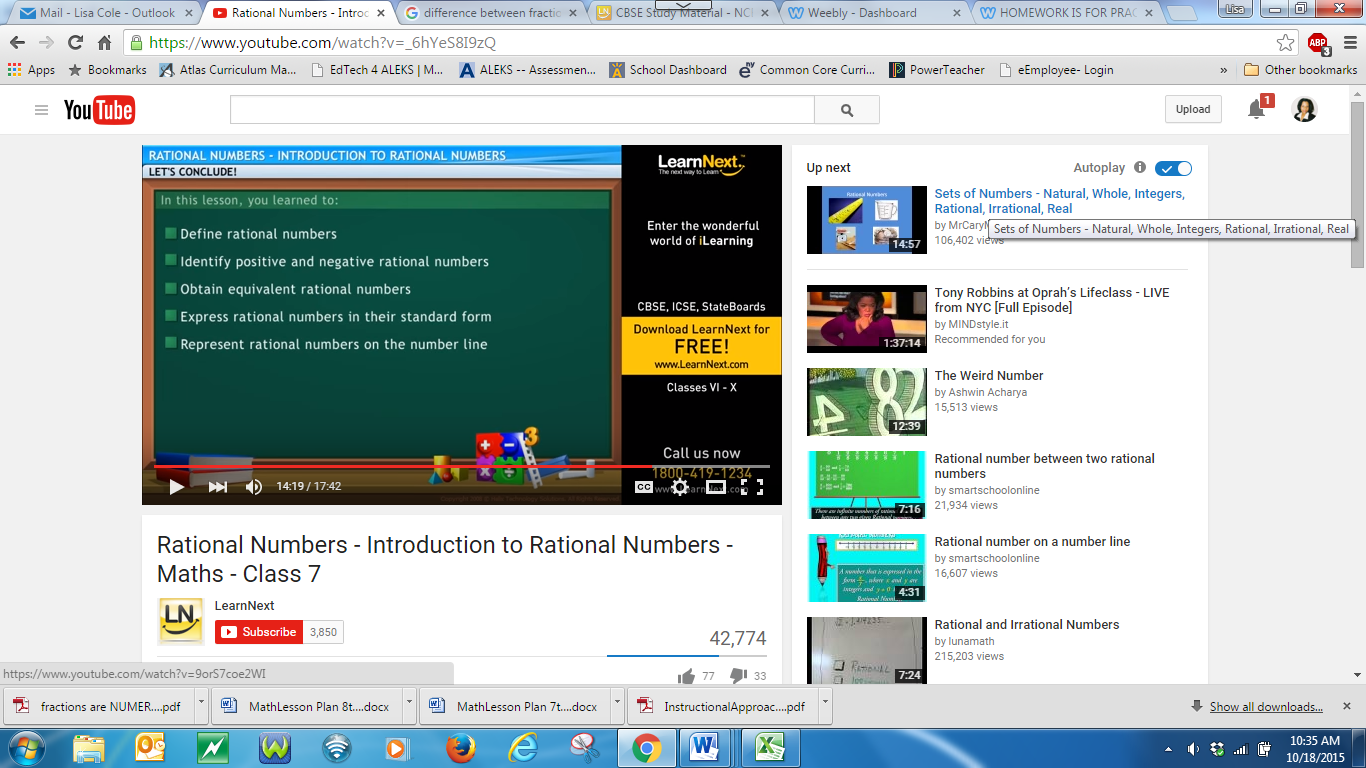 Mail - Lisa Cole - Outlook
Rational Numbers - Introd
difference between fractio
CBSE Study Material - NCE
Weebly - Dashboard
HOMEWORK IS FOR PRAC
Lisa
https://www.youtube.com/watch?v=_6hYeS8I9zQ
ABP
3
Apps
Bookmarks
Atlas Curriculum Ma...
EdTech 4 ALEKS | M...
ALEKS -- Assessmen...
School Dashboard
Common Core Curri...
PowerTeacher
eEmployee- Login
»
Other bookmarks
YouTube
Upload
1
RATIONAL NUMBERS - INTRODUCTION TO RATIONAL NUMBERS
LET'S CONCLUDE!
In this lesson, you learned to:
Define rational numbers
Identify positive and negative rational numbers
Obtain equivalent rational numbers
Express rational numbers in their standard form
Represent rational numbers on the number line
LearnNext
The next way to Learn
Enter the wonderful
world of iLearning
CBSE, ICSE, StateBoards
Download LearnNext for
FREE!
www.LearnNext.com
Classes VI - X
Call us now
1800-419-1234
www.LearnNext.com
14:19 / 17:42
CC
Rational Numbers - Introduction to Rational Numbers -
Maths - Class 7
LN
LearnNext
Subscribe
3,850
42,774
77
33
Up next
Autoplay
Rational Numbers
14:57
Sets of Numbers - Natural, Whole, Integers,
Rational, Irrational, Real
by MrCaryM
Sets of Numbers - Natural, Whole, Integers, Rational, Irrational, Real
106,402 views
1:37:14
Tony Robbins at Oprah's Lifeclass - LIVE
from NYC [Full Episode]
by MINDstyle.it
Recommended for you
12:39
The Weird Number
by Ashwin Acharya
15,513 views
7:16
Rational number between two rational
numbers
by smartschoolonline
21,934 views
4:31
Rational number on a number line
by smartschoolonline
16,607 views
7:24
Rational and Irrational Numbers
by lunamath
215,203 views
https://www.youtube.com/watch?v=9orS7coe2WI
fractions are NUMER....pdf
MathLesson Plan 8t....docx
MathLesson Plan 7t....docx
InstructionalApproac....pdf
Show all downloads...
10:35 AM
10/18/2015